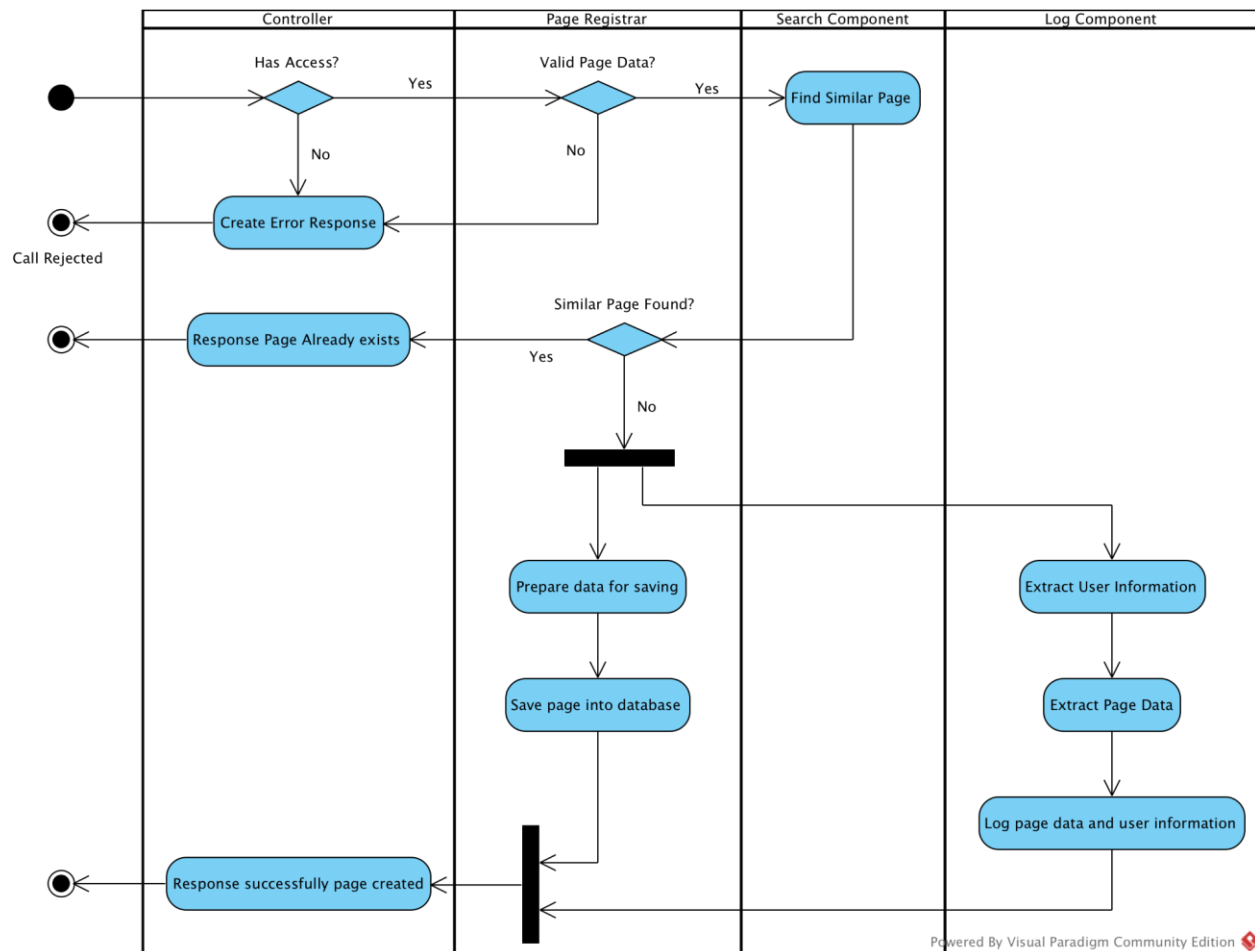 Controller
Page Registrar
Search Component
Log Component
Has Access?
Valid Page Data?
Yes
Yes
Find Similar Page
No
No
Create Error Response
Call Rejected
Similar Page Found?
Response Page Already exists
Yes
No
Prepare data for saving
Extract User Information
Save page into database
Extract Page Data
Log page data and user information
Response successfully page created
Powered By Visual Paradigm Community Edition